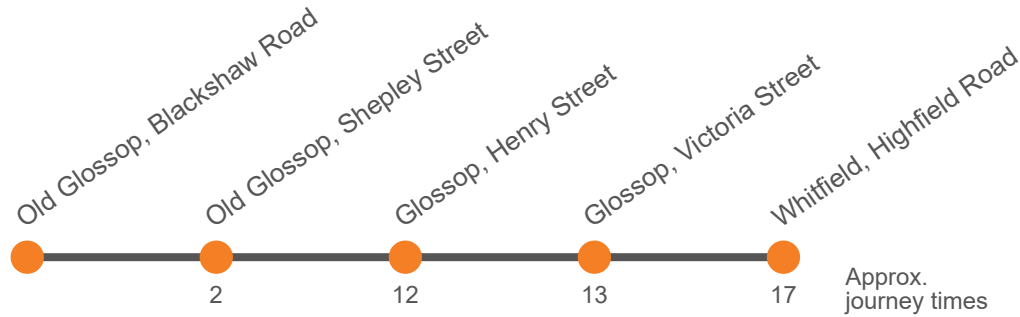 Old Glossop, Blackshaw Road
Old Glossop, Shepley Street
Glossop, Henry Street
Glossop, Victoria Street
Whitfield, Highfield Road
2
12
13
17
Approx.
journey times